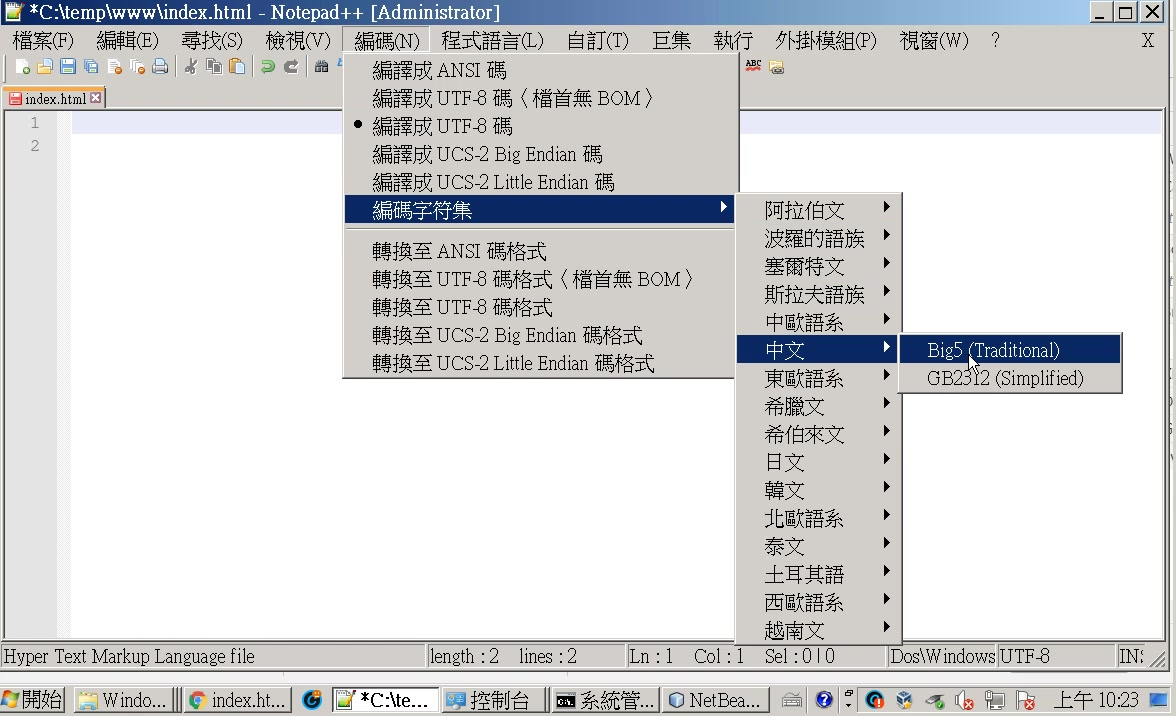 *C:\temp\www\index.html - Notepad++ [Administrator]
檔案(F) 編輯(E) 尋找(S) 檢視(V) 編碼(N) 程式語言(L) 自訂(T) 巨集 執行 外掛模組(P) 視窗(W) ? X
ABC
index.html
1
2
編譯成 ANSI 碼
編譯成 UTF-8 碼〈檔首無 BOM〉
編譯成 UTF-8 碼
編譯成 UCS-2 Big Endian 碼
編譯成 UCS-2 Little Endian 碼
編碼字符集
轉換至 ANSI 碼格式
轉換至 UTF-8 碼格式〈檔首無 BOM〉
轉換至 UTF-8 碼格式
轉換至 UCS-2 Big Endian 碼格式
轉換至 UCS-2 Little Endian 碼格式
阿拉伯文
波羅的語族
塞爾特文
斯拉夫語族
中歐語系
中文
東歐語系
希臘文
希伯來文
日文
韓文
北歐語系
泰文
土耳其語
西歐語系
越南文
Big5 (Traditional)
GB2312 (Simplified)
Hyper Text Markup Language file length : 2 lines : 2 Ln : 1 Col : 1 Sel : 0 | 0 Dos\Windows UTF-8 INS
開始 Windo... index.ht... *C:\te... 控制台 系統管... NetBea... 上午 10:23